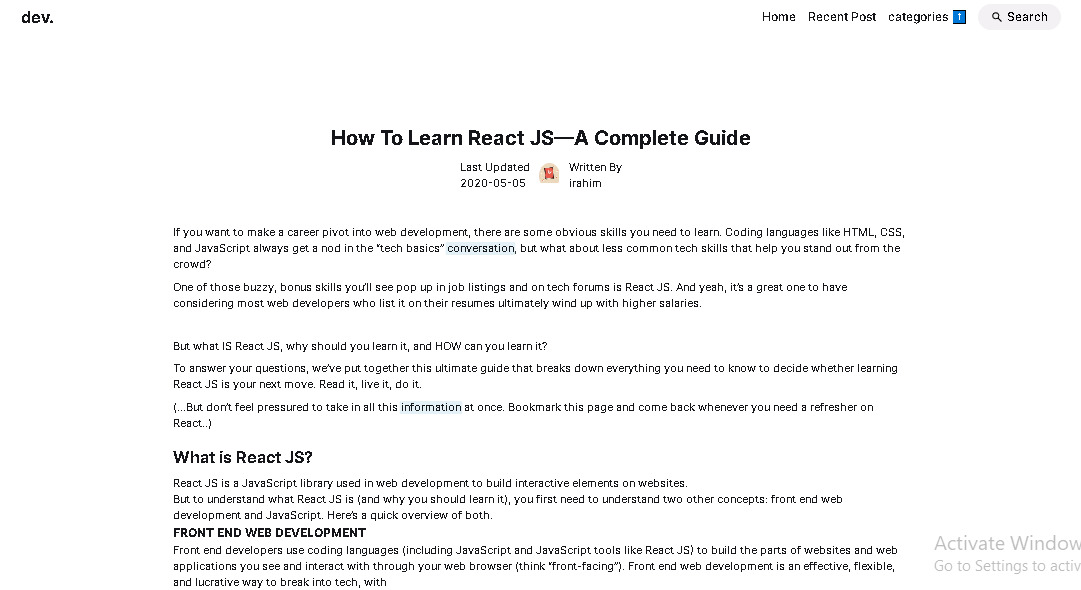 dev.
Home Recent Post categories Search
How To Learn React JS—A Complete Guide
Last Updated
2020-05-05
Written By
irahim
If you want to make a career pivot into web development, there are some obvious skills you need to learn. Coding languages like HTML, CSS,
and JavaScript always get a nod in the “tech basics” conversation, but what about less common tech skills that help you stand out from the
crowd?
One of those buzzy, bonus skills you’ll see pop up in job listings and on tech forums is React JS. And yeah, it’s a great one to have
considering most web developers who list it on their resumes ultimately wind up with higher salaries.
But what IS React JS, why should you learn it, and HOW can you learn it?
To answer your questions, we’ve put together this ultimate guide that breaks down everything you need to know to decide whether learning
React JS is your next move. Read it, live it, do it.
(...But don’t feel pressured to take in all this information at once. Bookmark this page and come back whenever you need a refresher on
React..)
What is React JS?
React JS is a JavaScript library used in web development to build interactive elements on websites.
But to understand what React JS is (and why you should learn it), you first need to understand two other concepts: front end web
development and JavaScript. Here’s a quick overview of both.
FRONT END WEB DEVELOPMENT
Front end developers use coding languages (including JavaScript and JavaScript tools like React JS) to build the parts of websites and web
applications you see and interact with through your web browser (think “front-facing”). Front end web development is an effective, flexible,
and lucrative way to break into tech, with
Activate Window
Go to Settings to activ